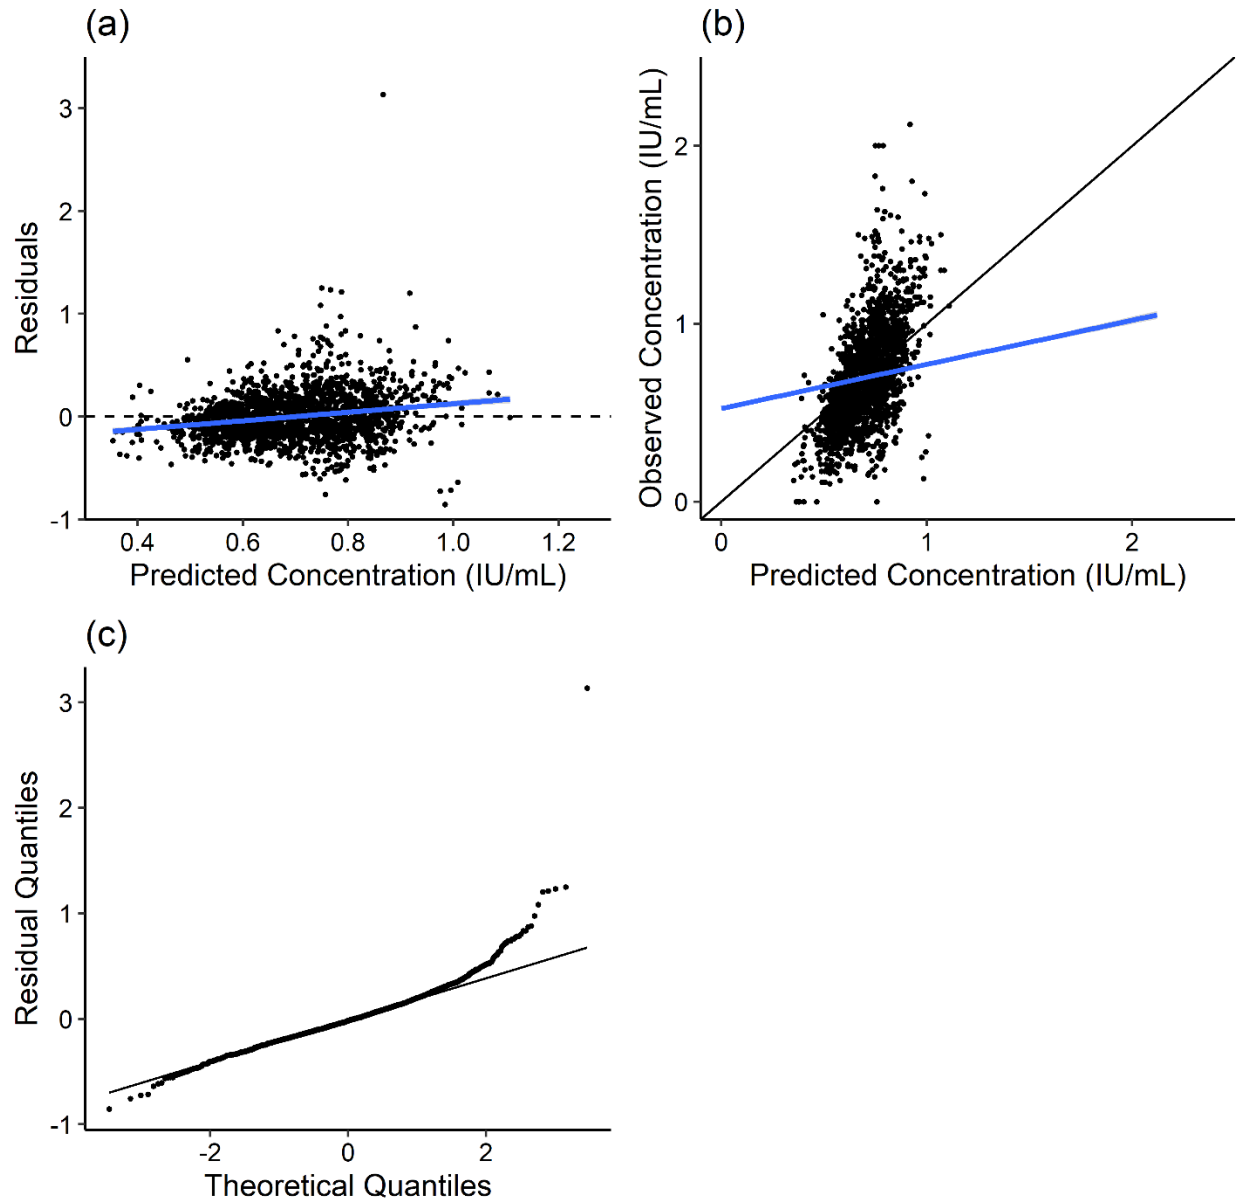 (a)
3
2
1
0
-1
Residuals
0.4 0.6 0.8 1.0 1.2
Predicted Concentration (IU/mL)
(b)
2
1
0
Observed Concentration (IU/mL)
0 1 2
Predicted Concentration (IU/mL)
(c)
3
2
1
0
-1
Residual Quantiles
-2 0 2
Theoretical Quantiles